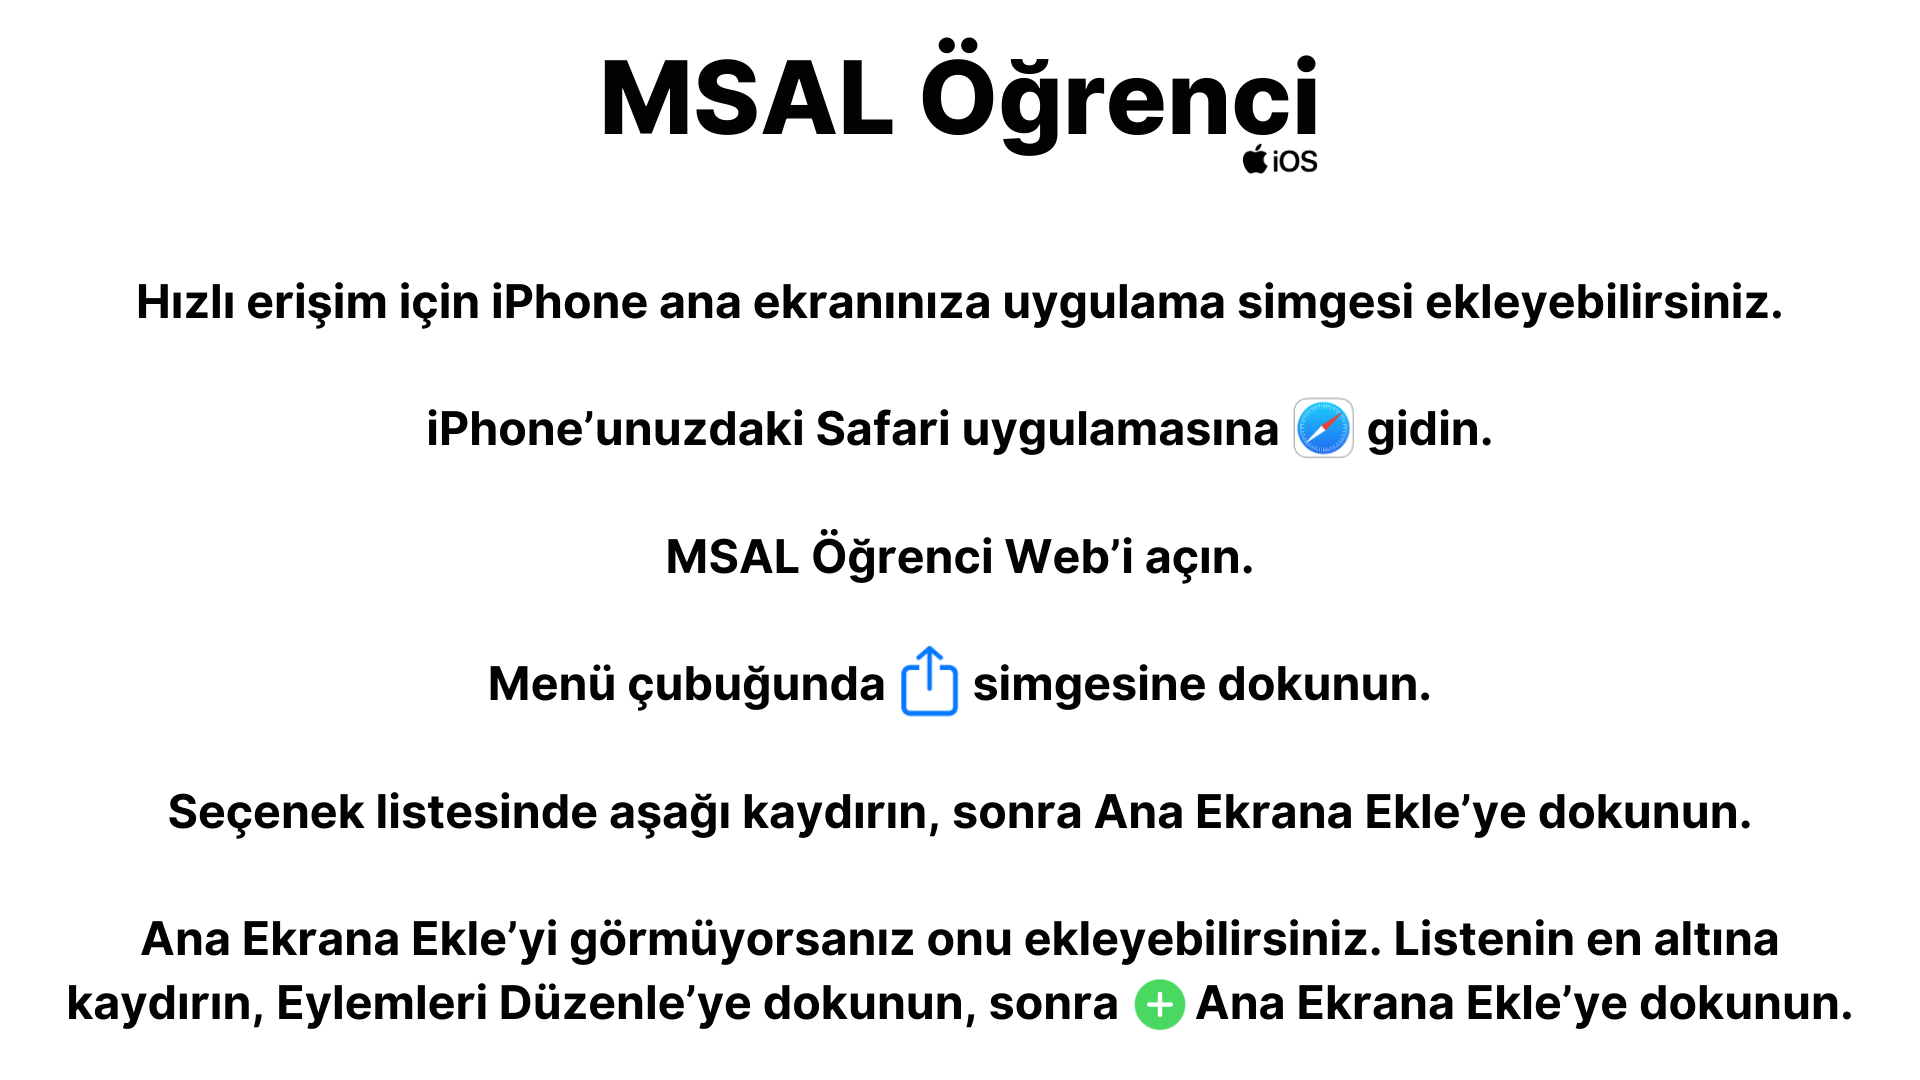 MSAL Öğrenci
iOS
Hızlı erişim için iPhone ana ekranınıza uygulama simgesi ekleyebilirsiniz.
iPhone’unuzdaki Safari uygulamasına gidin.
MSAL Öğrenci Web’i açın.
Menü çubuğunda simgesine dokunun.
Seçenek listesinde aşağı kaydırın, sonra Ana Ekrana Ekle’ye dokunun.
Ana Ekrana Ekle’yi görmüyorsanız onu ekleyebilirsiniz. Listenin en altına
kaydırın, Eylemleri Düzenle’ye dokunun, sonra Ana Ekrana Ekle’ye dokunun.